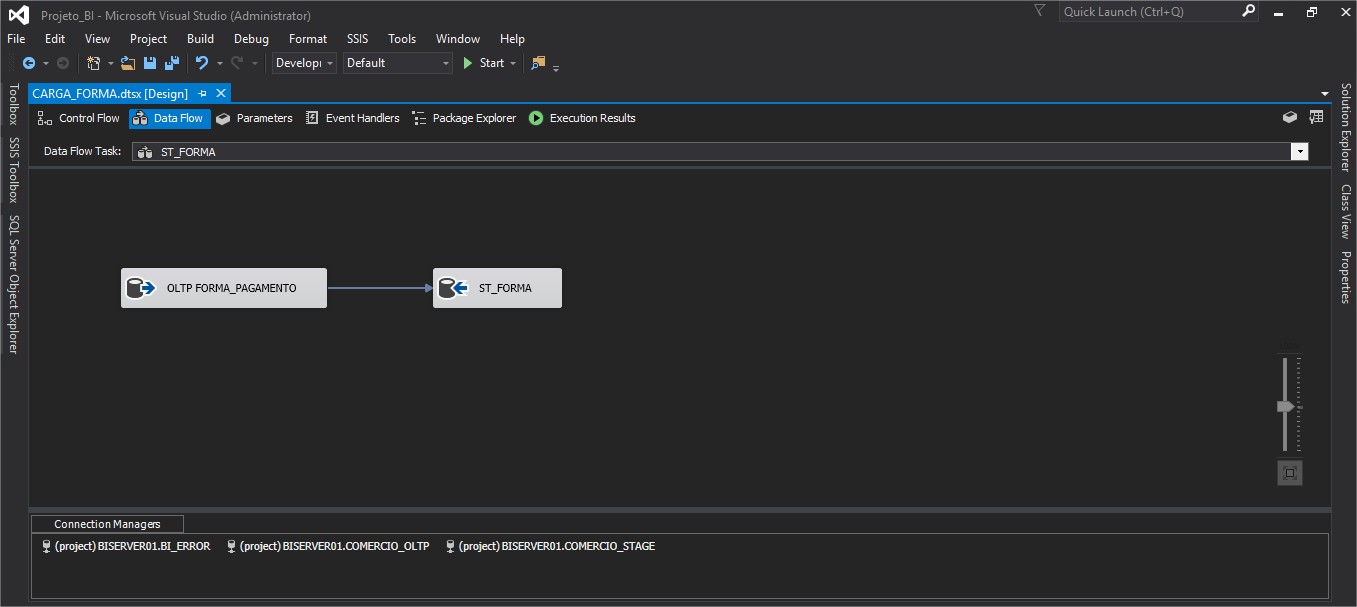 Projeto_BI - Microsoft Visual Studio (Administrator)
Quick Launch (Ctrl+Q)
File Edit View Project Build Debug Format SSIS Tools Window Help
Develop Default Start
CARGA_FORMA.dtsx [Design]
Control Flow Data Flow Parameters Event Handlers Package Explorer Execution Results
Data Flow Task: ST_FORMA
Toolbox
SSIS Toolbox
SQL Server Object Explorer
OLTP FORMA_PAGAMENTO
ST_FORMA
Solution Explorer
Class View
Properties
Connection Managers
(project) BISERVER01.BI_ERROR (project) BISERVER01.COMERCIO_OLTP (project) BISERVER01.COMERCIO_STAGE